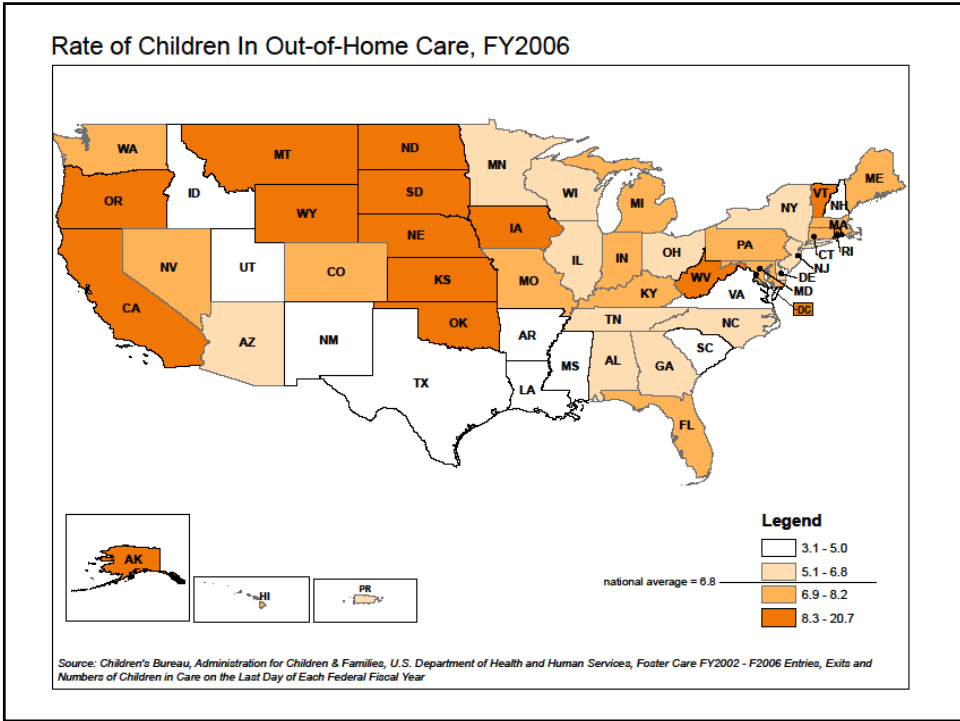 Rate of Children In Out-of-Home Care, FY2006
WA
MT
ND
MN
ME
OR
ID
SD
WI
MI
NY
VT
NH
WY
MA
NE
IA
PA
CT
RI
NV
UT
CO
IL
IN
OH
NJ
DE
KS
MO
WV
MD
CA
KY
VA
DC
AZ
NM
OK
AR
TN
NC
SC
MS
AL
GA
TX
LA
FL
AK
HI
PR
Legend
3.1 - 5.0
5.1 - 6.8
national average = 6.8
6.9 - 8.2
8.3 - 20.7
Source: Children's Bureau, Administration for Children & Families, U.S. Department of Health and Human Services, Foster Care FY2002 - F2006 Entries, Exits and
Numbers of Children in Care on the Last Day of Each Federal Fiscal Year